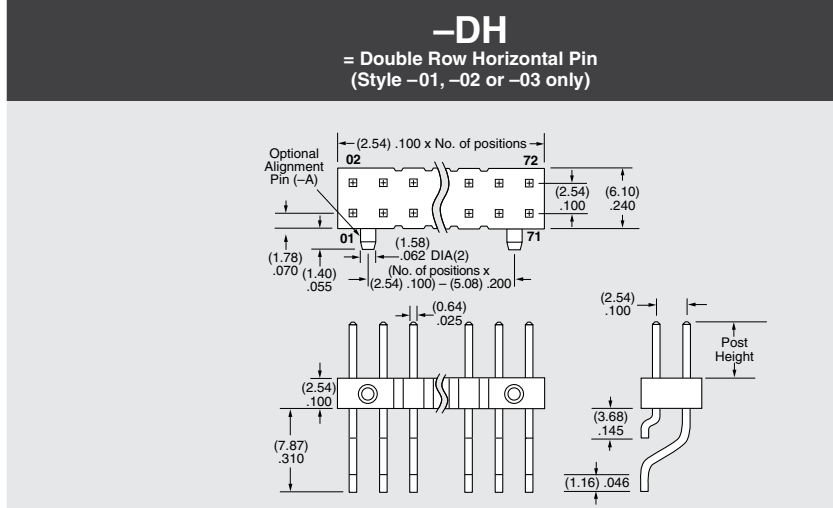 –DH
= Double Row Horizontal Pin
(Style –01, –02 or –03 only)
(2.54) .100 x No. of positions
Optional
Alignment
Pin (–A)
02
72
(2.54)
.100
(6.10)
.240
01
71
(1.78)
.070
(1.40)
.055
(1.58)
.062 DIA(2)
(No. of positions x
(2.54) .100) – (5.08) .200
(0.64)
.025
(2.54)
.100
Post
Height
(2.54)
.100
(7.87)
.310
(3.68)
.145
(1.16) .046